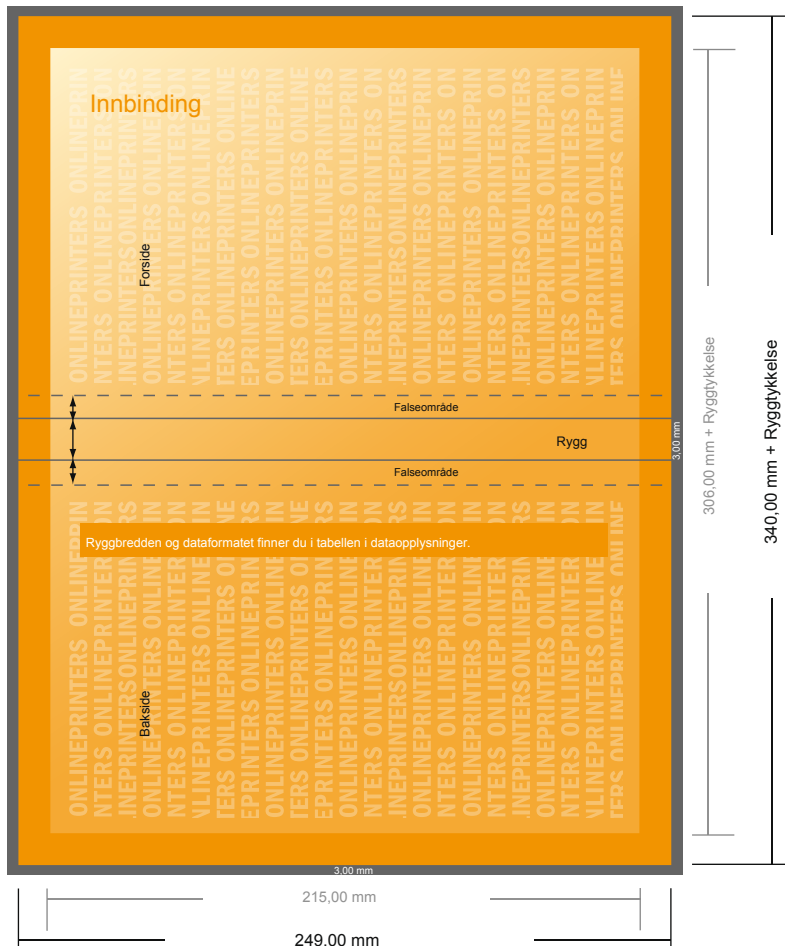 Innbinding
Forside
Falseområde
Rygg
Falseområde
3,00 mm
306,00 mm + Ryggtykkelse
340,00 mm + Ryggtykkelse
Ryggbredden og dataformatet finner du i tabellen i dataopplysninger.
Bakside
3,00 mm
215,00 mm
249,00 mm